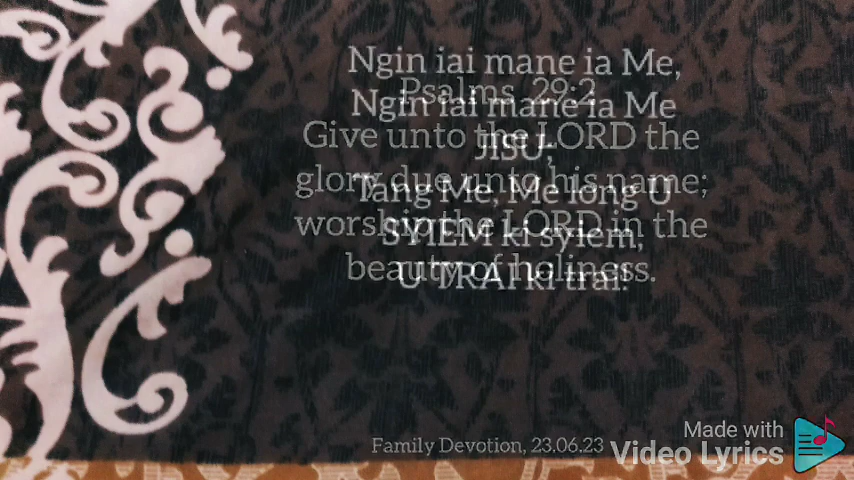 Ngin iai mane ia Me,
Ngin iai mane ia Me
JISU;
Tang Me, Me long U
SYIEM ki syiem,
U TRAI ki trai!
Psalms 29:2
Give unto the LORD the
glory due unto his name;
worship the LORD in the
beauty of holiness.
Family Devotion, 23.06.23
Made with
Video Lyrics